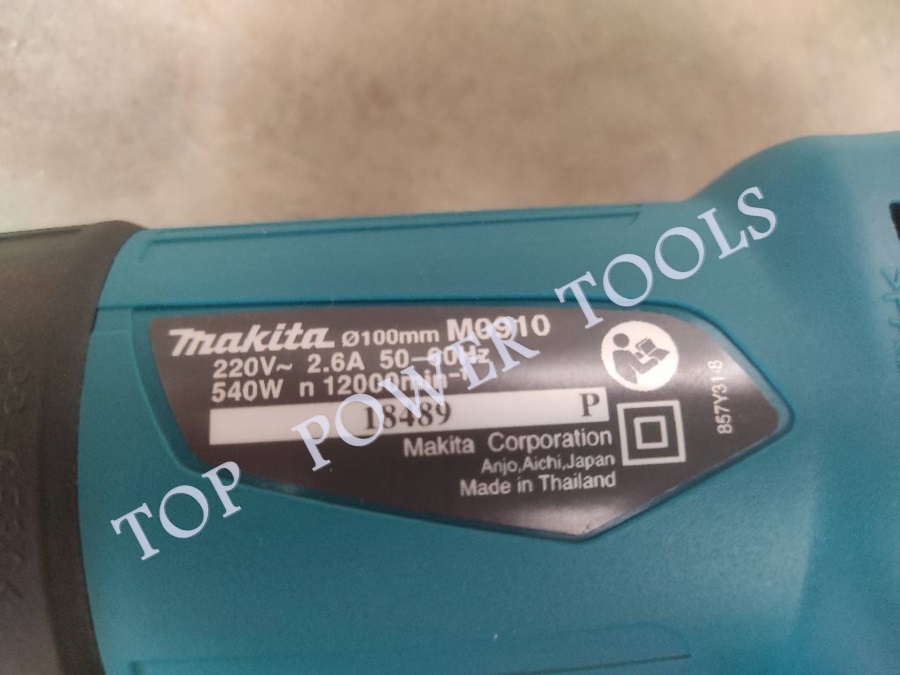 makita Ø100mm M0910
220V~ 2.6A 50–60Hz
540W n 12000min⁻¹
18489 P
Makita Corporation
Anjo,Aichi,Japan
Made in Thailand
857Y31-8
TOP POWER TOOLS